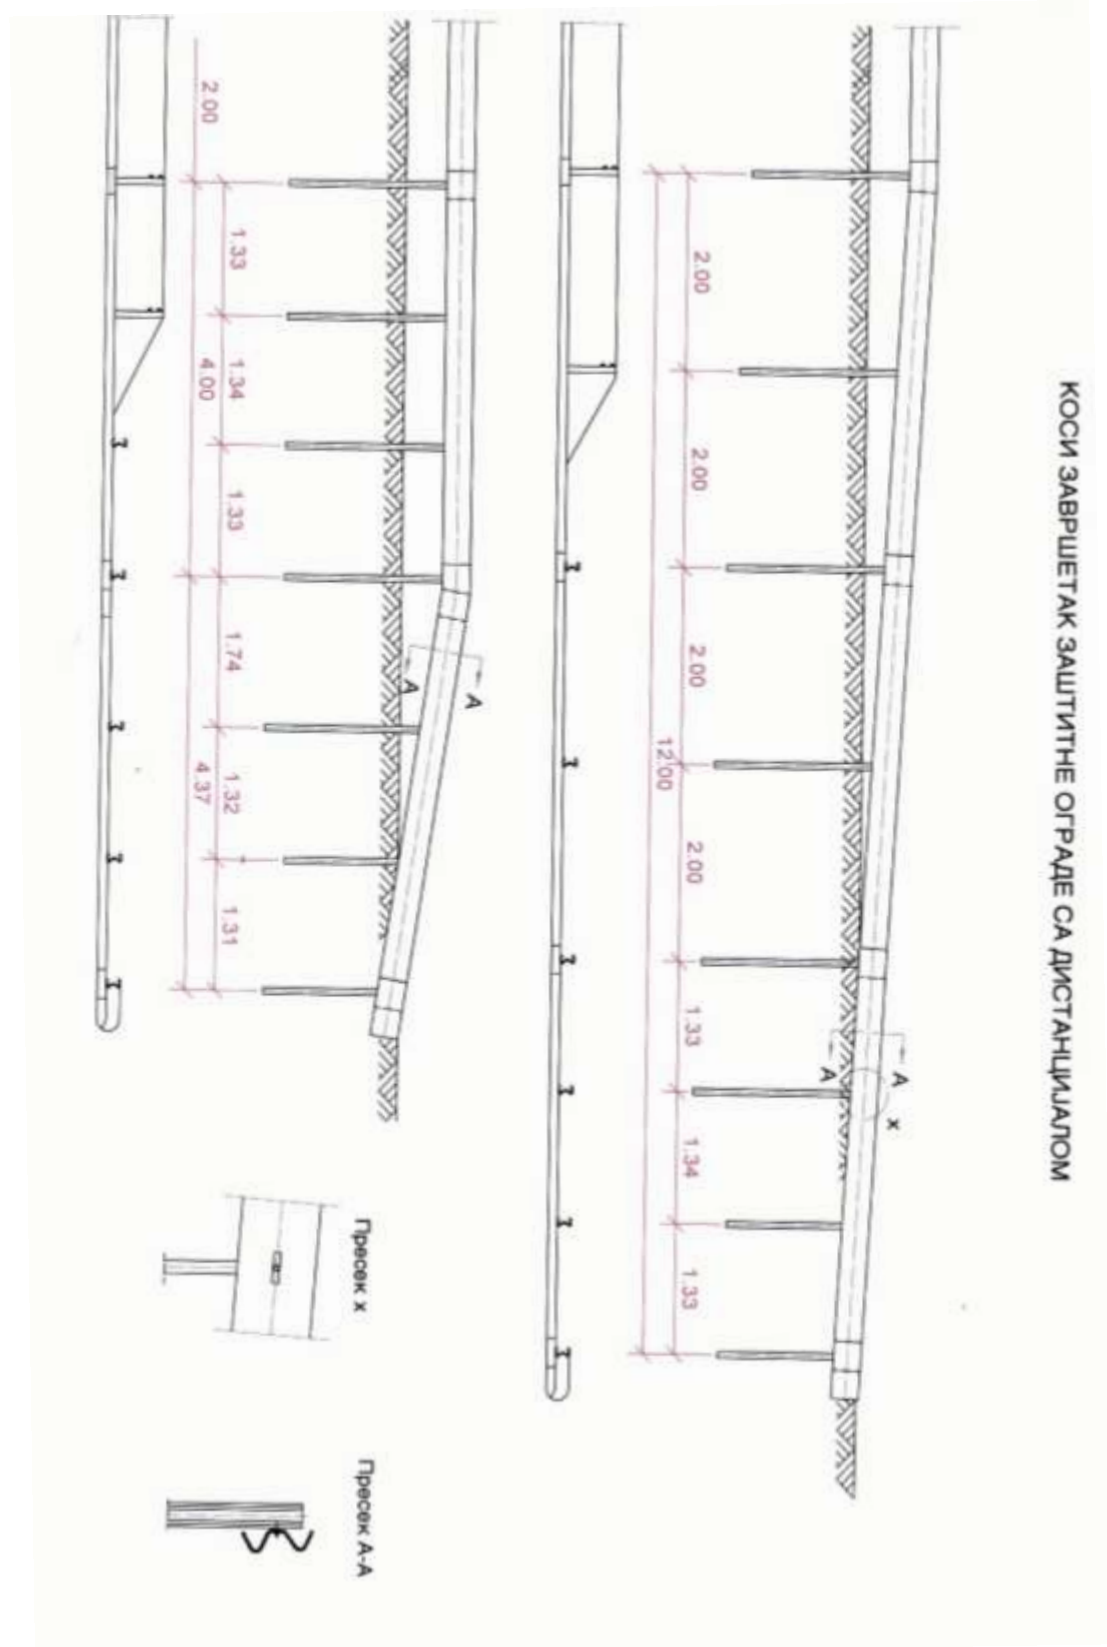 КОСИ ЗАВРШЕТАК ЗАШТИТНЕ ОГРАДЕ СА ДИСТАНЦИЈАЛОМ
A
A
x
2.00
2.00
2.00
2.00
1.33
1.34
1.33
12.00
A
A
1.33
1.34
1.33
1.74
1.32
1.31
2.00
4.00
4.37
Пресек x
Пресек A-A